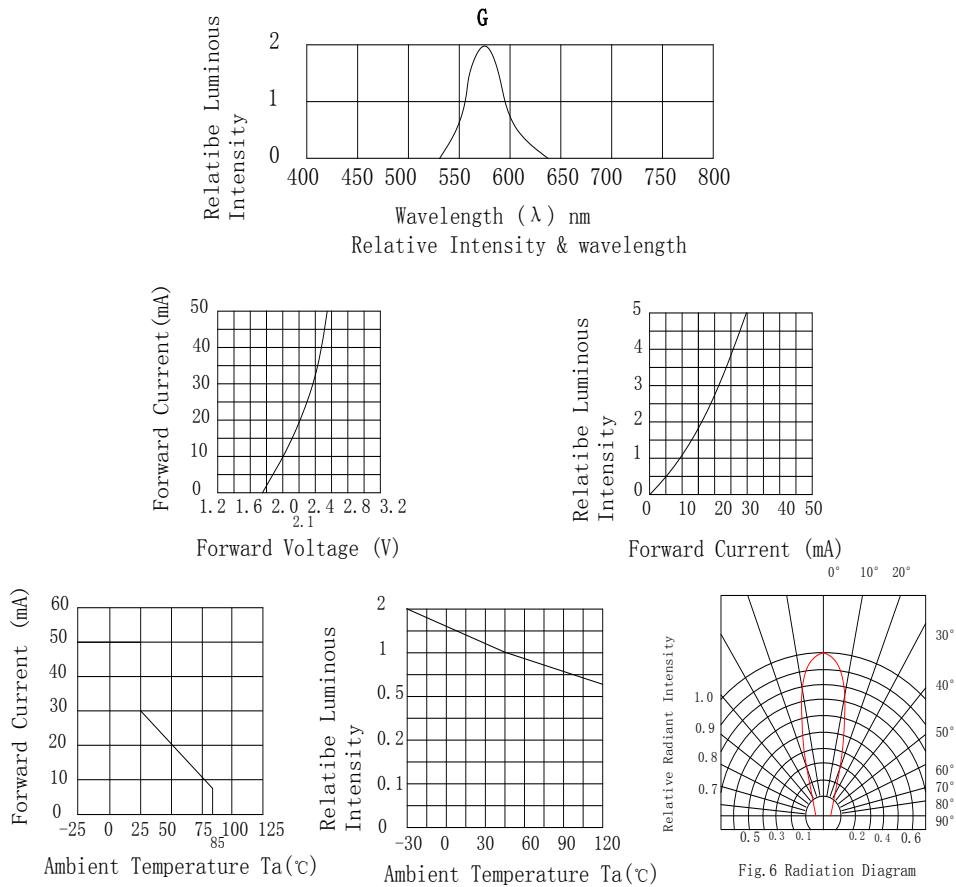 G
Relatibe Luminous
Intensity
2
1
0
400 450 500 550 600 650 700 750 800
Wavelength (λ) nm
Relative Intensity & wavelength
Forward Current(mA)
50
40
30
20
10
0
1.2 1.6 2.0 2.4 2.8 3.2
2.1
Forward Voltage (V)
Relatibe Luminous
Intensity
5
4
3
2
1
0
0 10 20 30 40 50
Forward Current (mA)
Forward Current (mA)
60
50
40
30
20
10
0
-25 0 25 50 75 100 125
85
Ambient Temperature Ta(℃)
Relatibe Luminous
Intensity
2
1
0.5
0.2
0.1
0
-30 0 30 60 90 120
Ambient Temperature Ta(℃)
0° 10° 20°
30°
40°
50°
60°
70°
80°
90°
Relative Radiant Intensity
1.0
0.9
0.8
0.7
0.5 0.3 0.1 0.2 0.4 0.6
Fig.6 Radiation Diagram